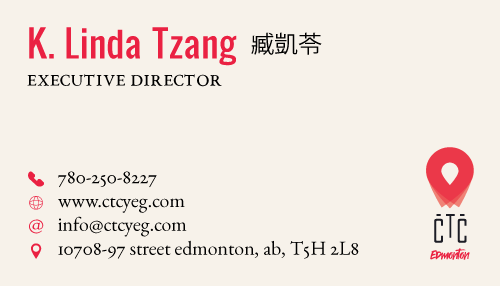 K. Linda Tzang 臧凱苓
EXECUTIVE DIRECTOR
780-250-8227
www.ctcyeg.com
info@ctcyeg.com
10708-97 street edmonton, ab, T5H 2L8
CTC
Edmonton